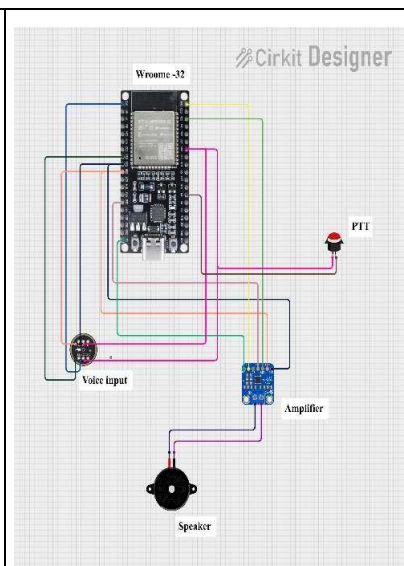 Cirkit Designer
Wroome -32
PTT
Voice input
Amplifier
Speaker